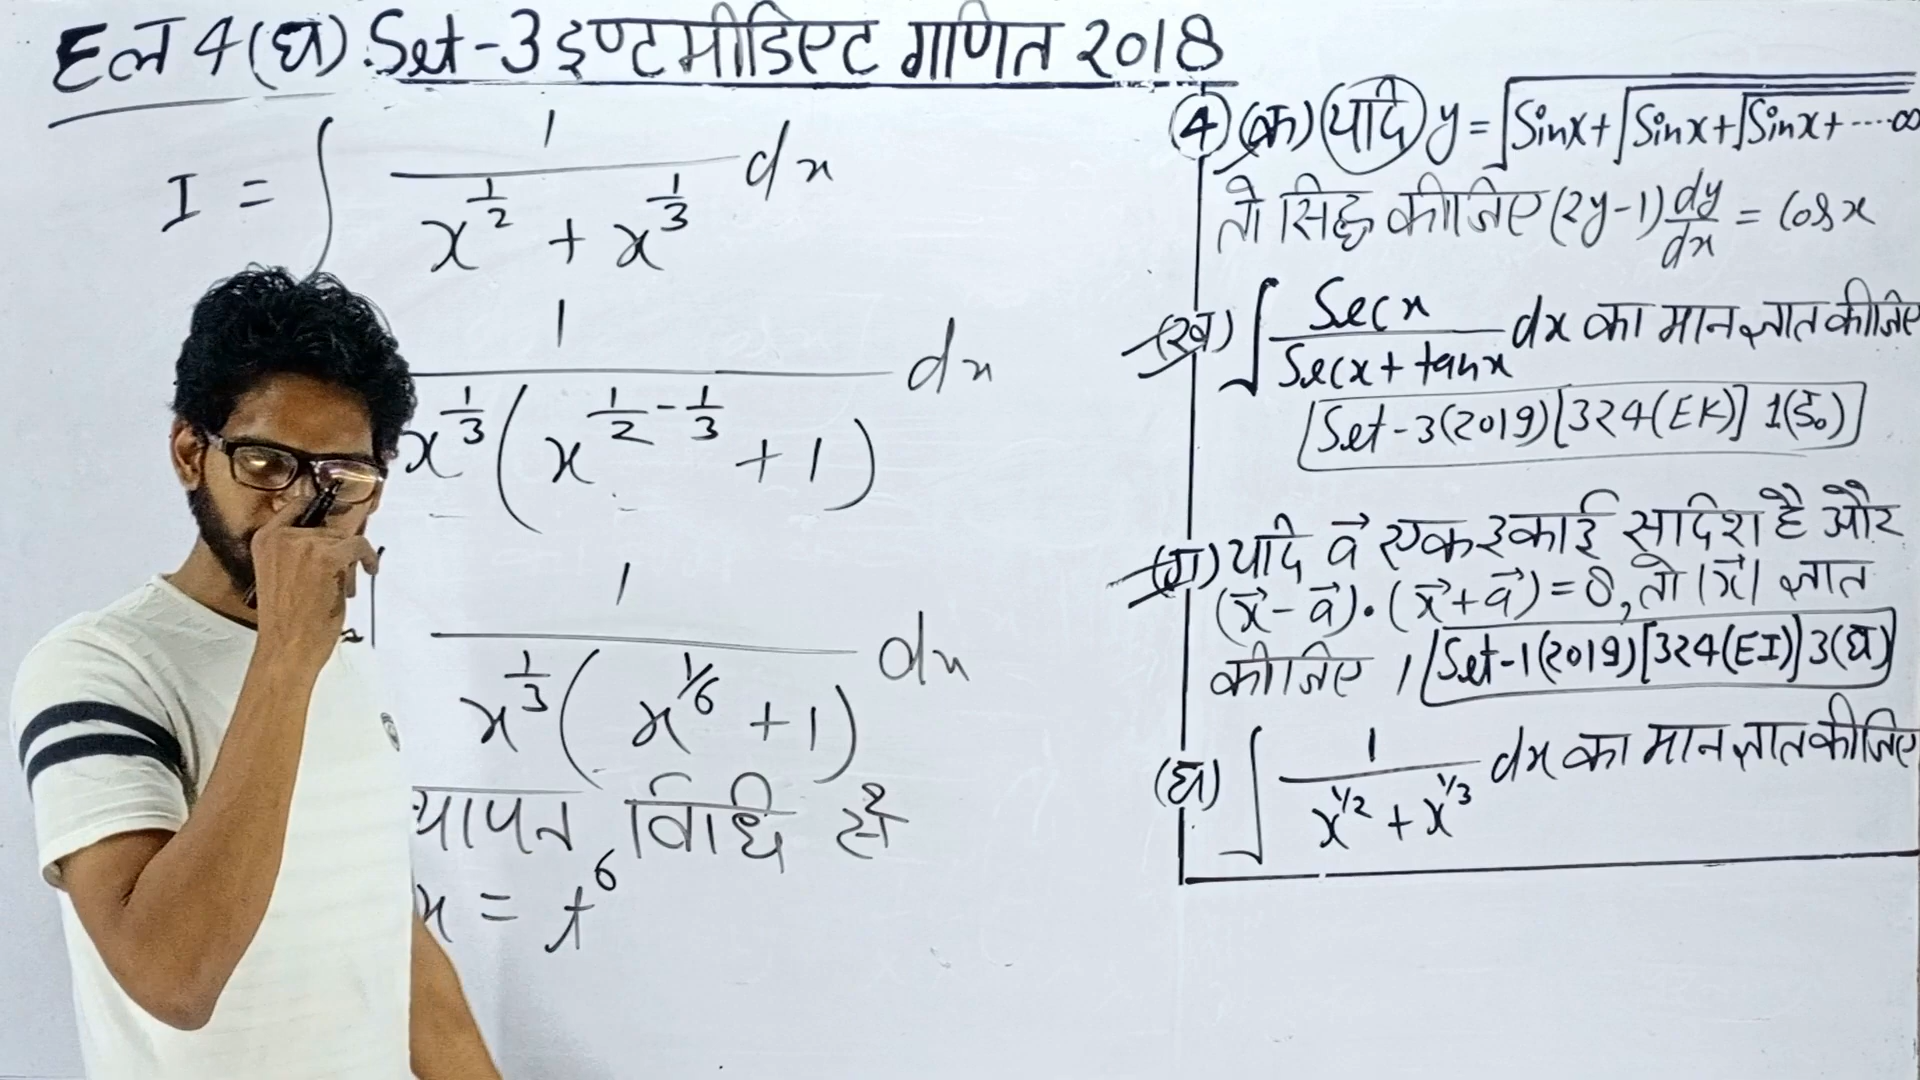 हल 4(घ). Set-3 इण्टरमीडिएट गणित 2018
I = ∫ 1/(x^(1/2) + x^(1/3)) dx
1/(x^(1/3) (x^(1/2 - 1/3) + 1)) dx
1/(x^(1/3) (x^(1/6) + 1)) dx
विधि से
x = t^6
④ (क) यदि y = √(Sinx + √(Sinx + √(Sinx + ....∞
तो सिद्ध कीजिए (2y-1) dy/dx = Cosx
(ख) ∫ Secx/(Secx + tanx) dx का मान ज्ञात कीजिए
[Set-3(2019) [324(EK)] 1(ङ)]
(ग) यदि a⃗ एक इकाई सदिश है और
(x⃗ - a⃗)·(x⃗ + a⃗) = 8, तो |x⃗| ज्ञात
कीजिए । [Set-1(2019) [324(EI)] 3(घ)]
(घ) ∫ 1/(x^(1/2) + x^(1/3)) dx का मान ज्ञात कीजिए